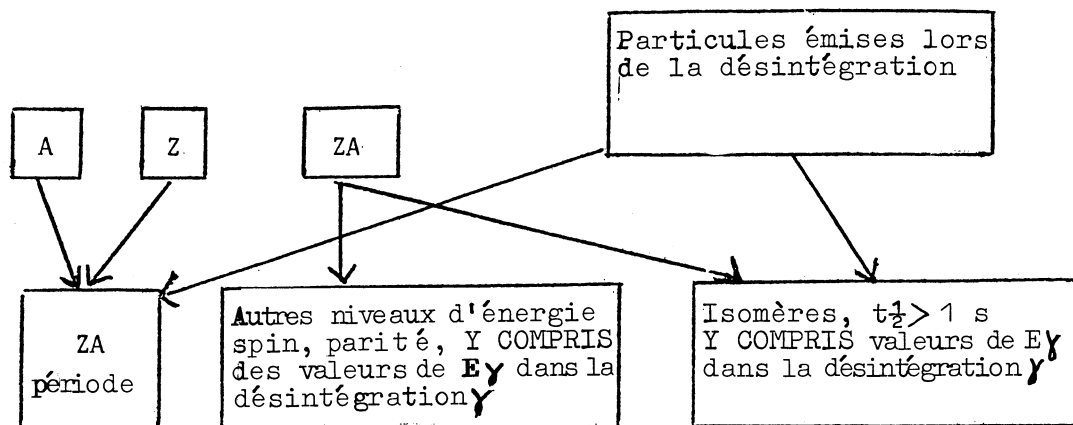 Particules émises lors
de la désintégration
A
Z
ZA
ZA
période
Autres niveaux d'énergie
spin, parité, Y COMPRIS
des valeurs de Eγ dans la
désintégration γ
Isomères, t½> 1 s
Y COMPRIS valeurs de Eγ
dans la désintégration γ